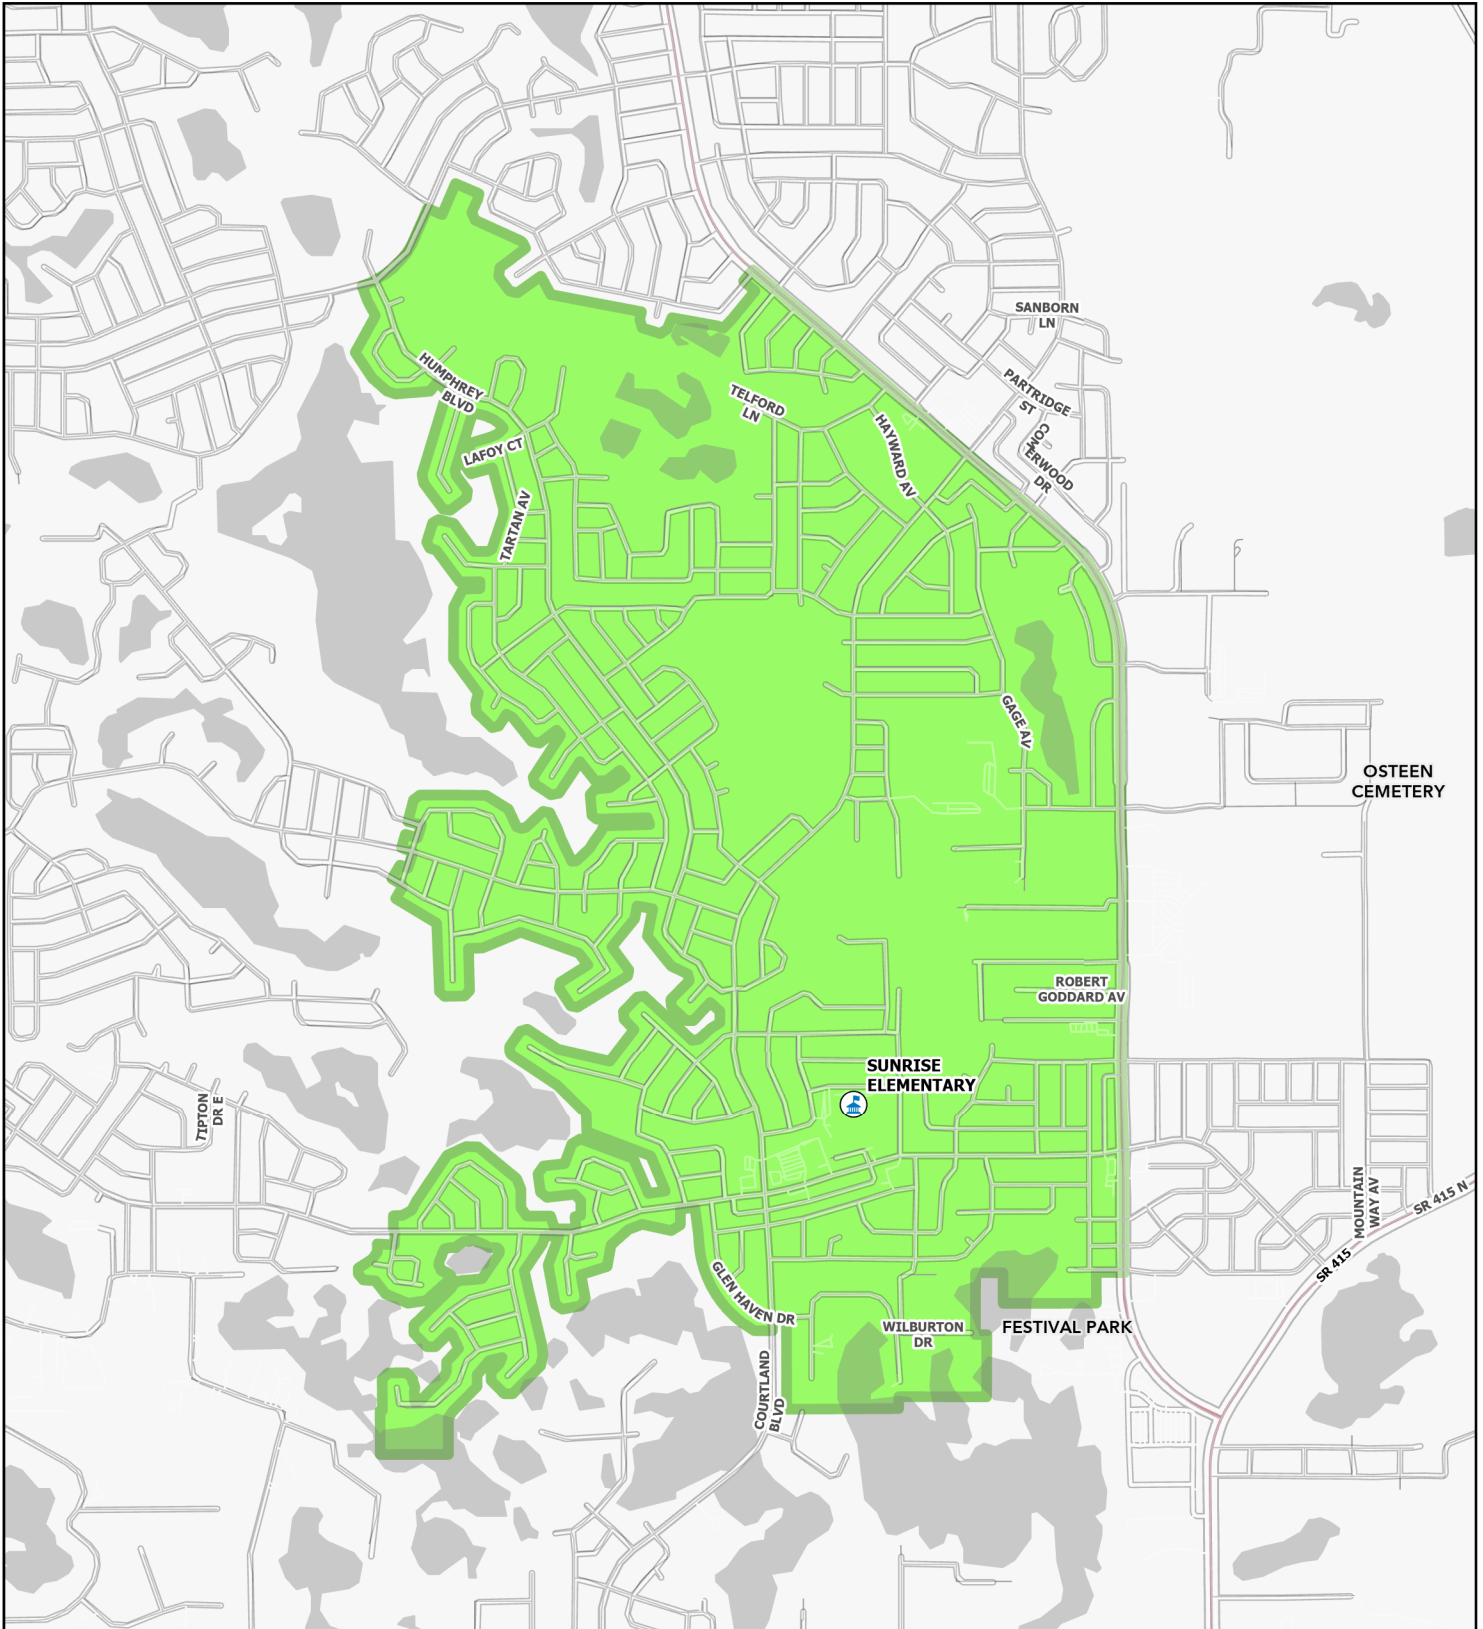 SANBORN
LN
HUMPHREY
BLVD
PARTRIDGE
ST
TELFORD
LN
HAYWARD AV
COMERWOOD
DR
LAFOY CT
TARTAN AV
GAGE AV
OSTEEN
CEMETERY
ROBERT
GODDARD AV
SUNRISE
ELEMENTARY
TIPTON
DR E
MOUNTAIN
WAY AV
SR 415 N
SR 415
GLEN HAVEN DR
WILBURTON
DR
FESTIVAL PARK
COURTLAND
BLVD